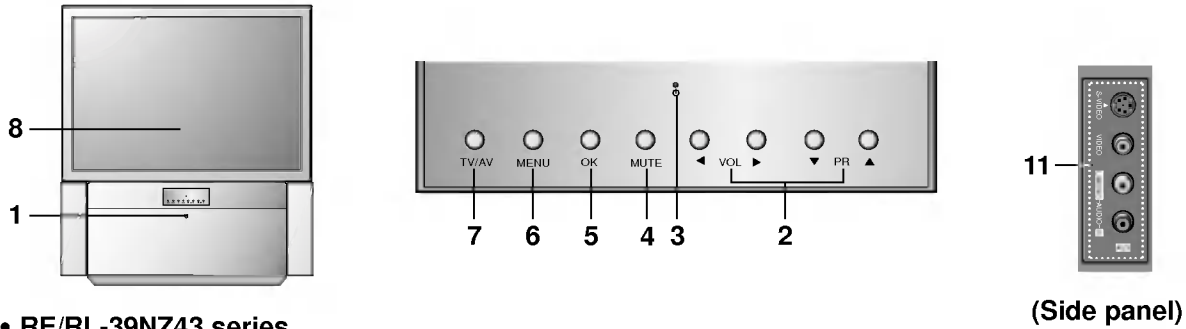 8
1
TV/AV MENU OK MUTE ◄ VOL ► ▼ PR ▲
7 6 5 4 3 2
S-VIDEO
VIDEO
AUDIO
11
(Side panel)
• RE/RL-39NZ43 series